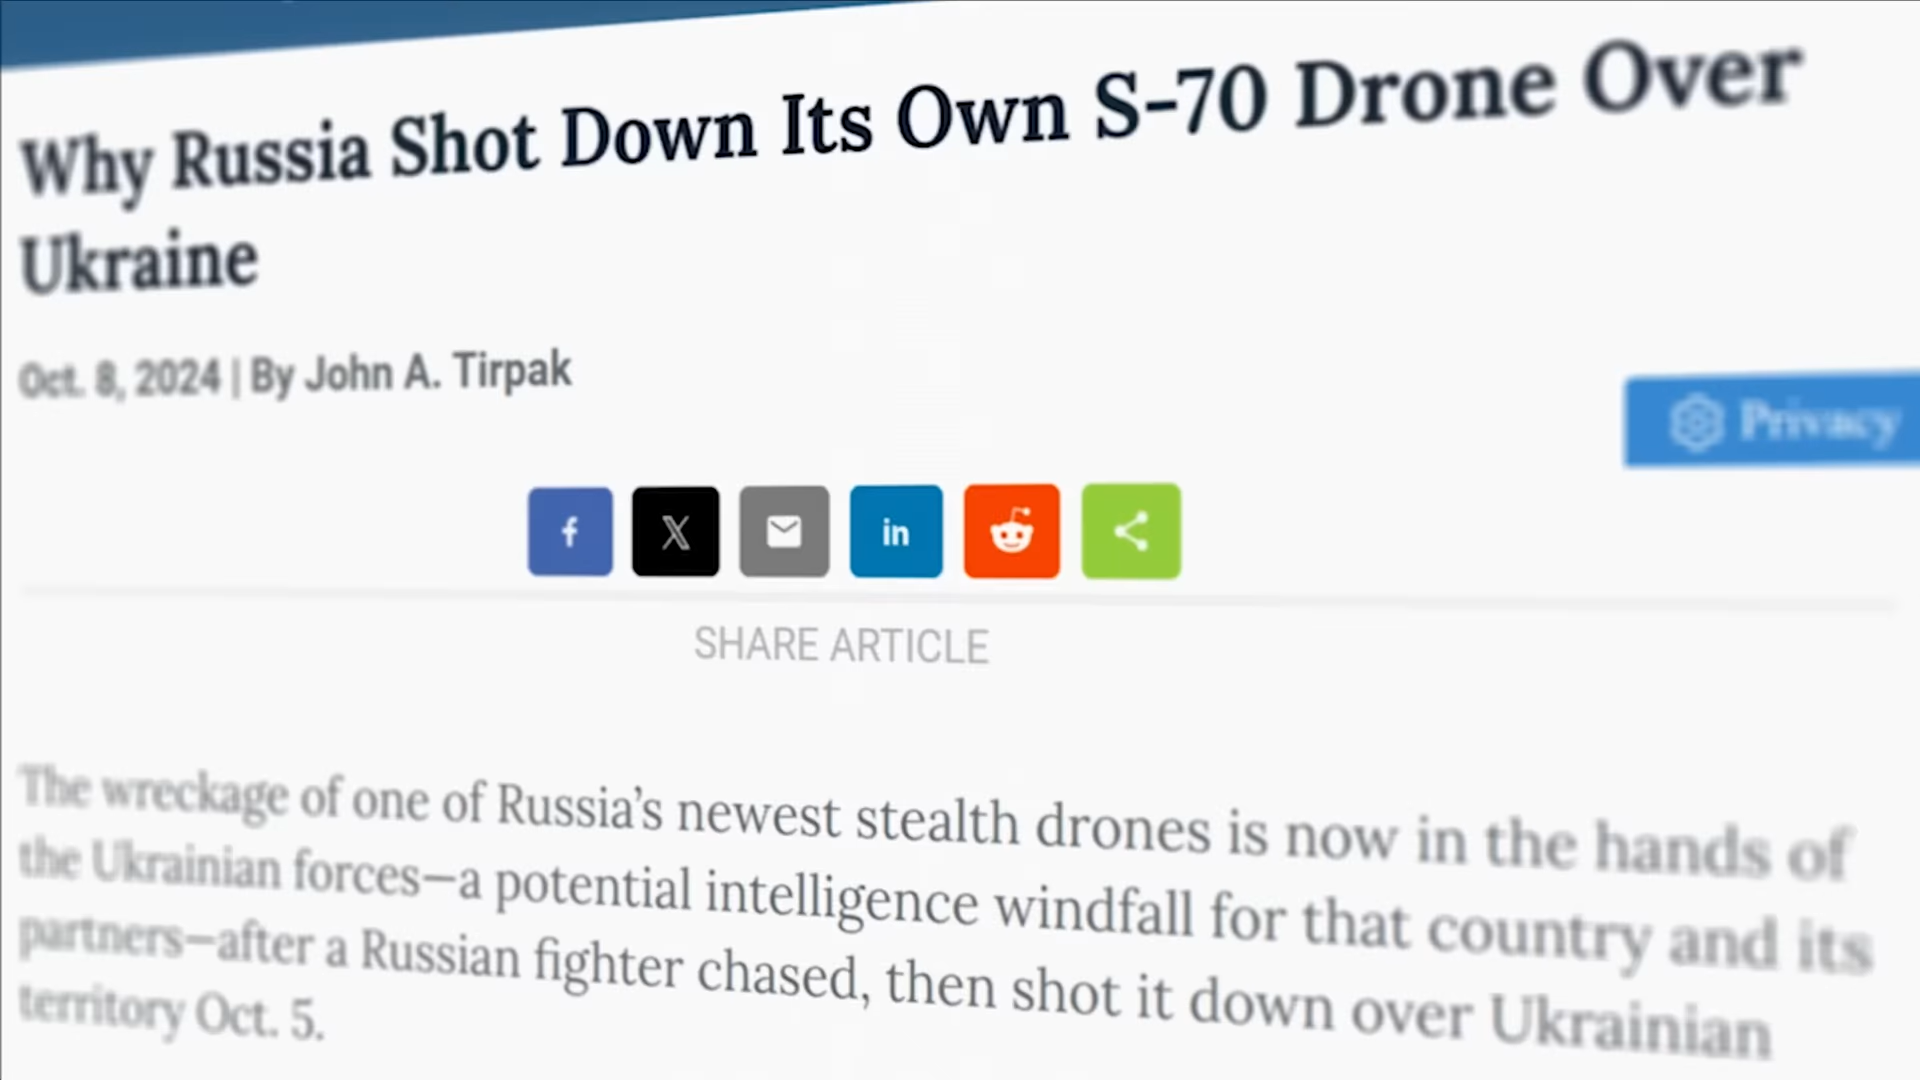 Why Russia Shot Down Its Own S-70 Drone Over
Ukraine
Oct. 8, 2024 | By John A. Tirpak
Privacy
f
X
in
SHARE ARTICLE
The wreckage of one of Russia’s newest stealth drones is now in the hands of
the Ukrainian forces—a potential intelligence windfall for that country and its
partners—after a Russian fighter chased, then shot it down over Ukrainian
territory Oct. 5.